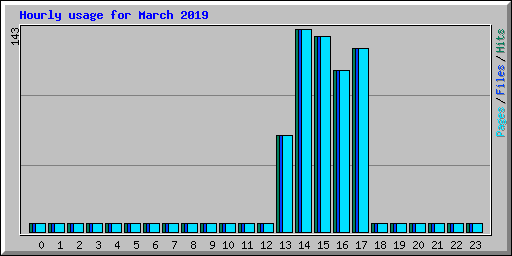 Hourly usage for March 2019
143
Pages/Files/Hits
0 1 2 3 4 5 6 7 8 9 10 11 12 13 14 15 16 17 18 19 20 21 22 23